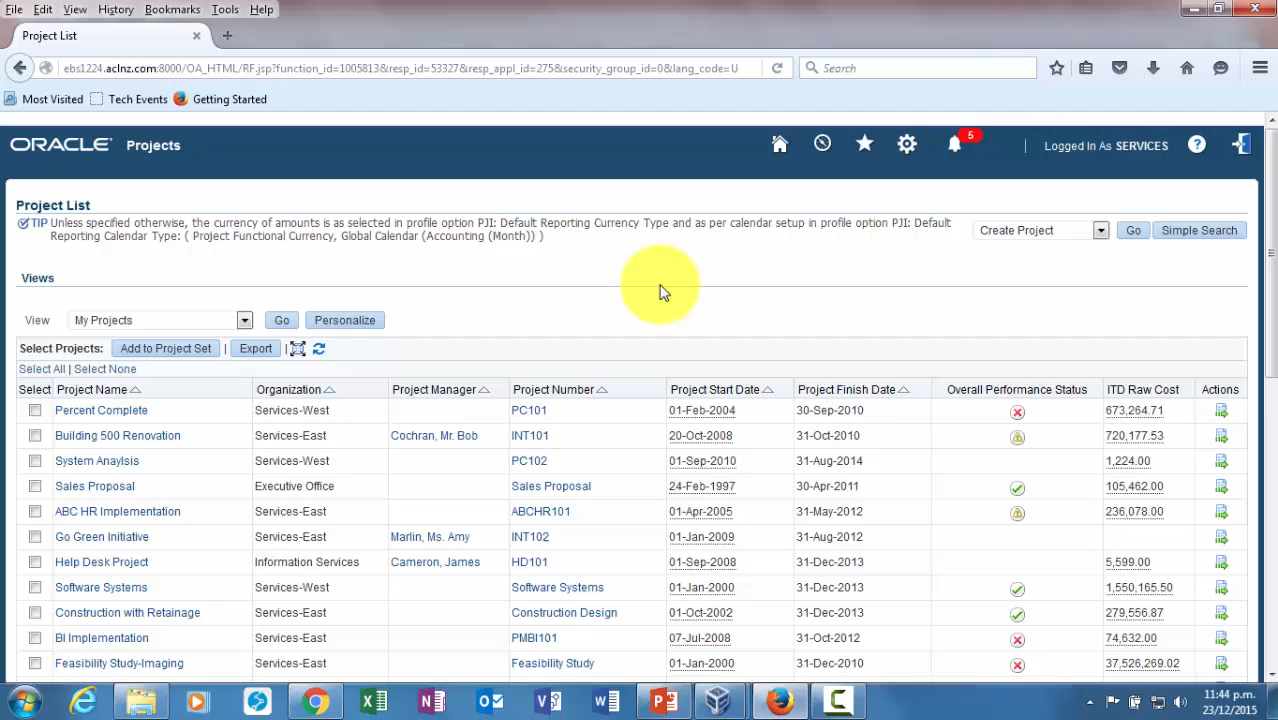 File Edit View History Bookmarks Tools Help
Project List
ebs1224.aclnz.com:8000/OA_HTML/RF.jsp?function_id=1005813&resp_id=53327&resp_appl_id=275&security_group_id=0&lang_code=U
Search
Most Visited Tech Events Getting Started
ORACLE Projects 5 Logged In As SERVICES ?
Project List
TIP Unless specified otherwise, the currency of amounts is as selected in profile option PJI: Default Reporting Currency Type and as per calendar setup in profile option PJI: Default
Reporting Calendar Type: ( Project Functional Currency, Global Calendar (Accounting (Month)) )
Create Project Go Simple Search
Views
View My Projects Go Personalize
Select Projects: Add to Project Set | Export |
Select All | Select None
Select Project Name Organization Project Manager Project Number Project Start Date Project Finish Date Overall Performance Status ITD Raw Cost Actions
Percent Complete Services-West PC101 01-Feb-2004 30-Sep-2010 673,264.71
Building 500 Renovation Services-East Cochran, Mr. Bob INT101 20-Oct-2008 31-Oct-2010 720,177.53
System Anaylsis Services-West PC102 01-Sep-2010 31-Aug-2014 1,224.00
Sales Proposal Executive Office Sales Proposal 24-Feb-1997 30-Apr-2011 105,462.00
ABC HR Implementation Services-East ABCHR101 01-Apr-2005 31-May-2012 236,078.00
Go Green Initiative Services-East Marlin, Ms. Amy INT102 01-Jan-2009 31-Aug-2012
Help Desk Project Information Services Cameron, James HD101 01-Sep-2008 31-Dec-2013 5,599.00
Software Systems Services-West Software Systems 01-Jan-2000 31-Dec-2013 1,550,165.50
Construction with Retainage Services-East Construction Design 01-Oct-2002 31-Dec-2013 279,556.87
BI Implementation Services-East PMBI101 07-Jul-2008 31-Oct-2012 74,632.00
Feasibility Study-Imaging Services-East Feasibility Study 01-Jan-2000 31-Dec-2010 37,526,269.02
11:44 p.m.
23/12/2015